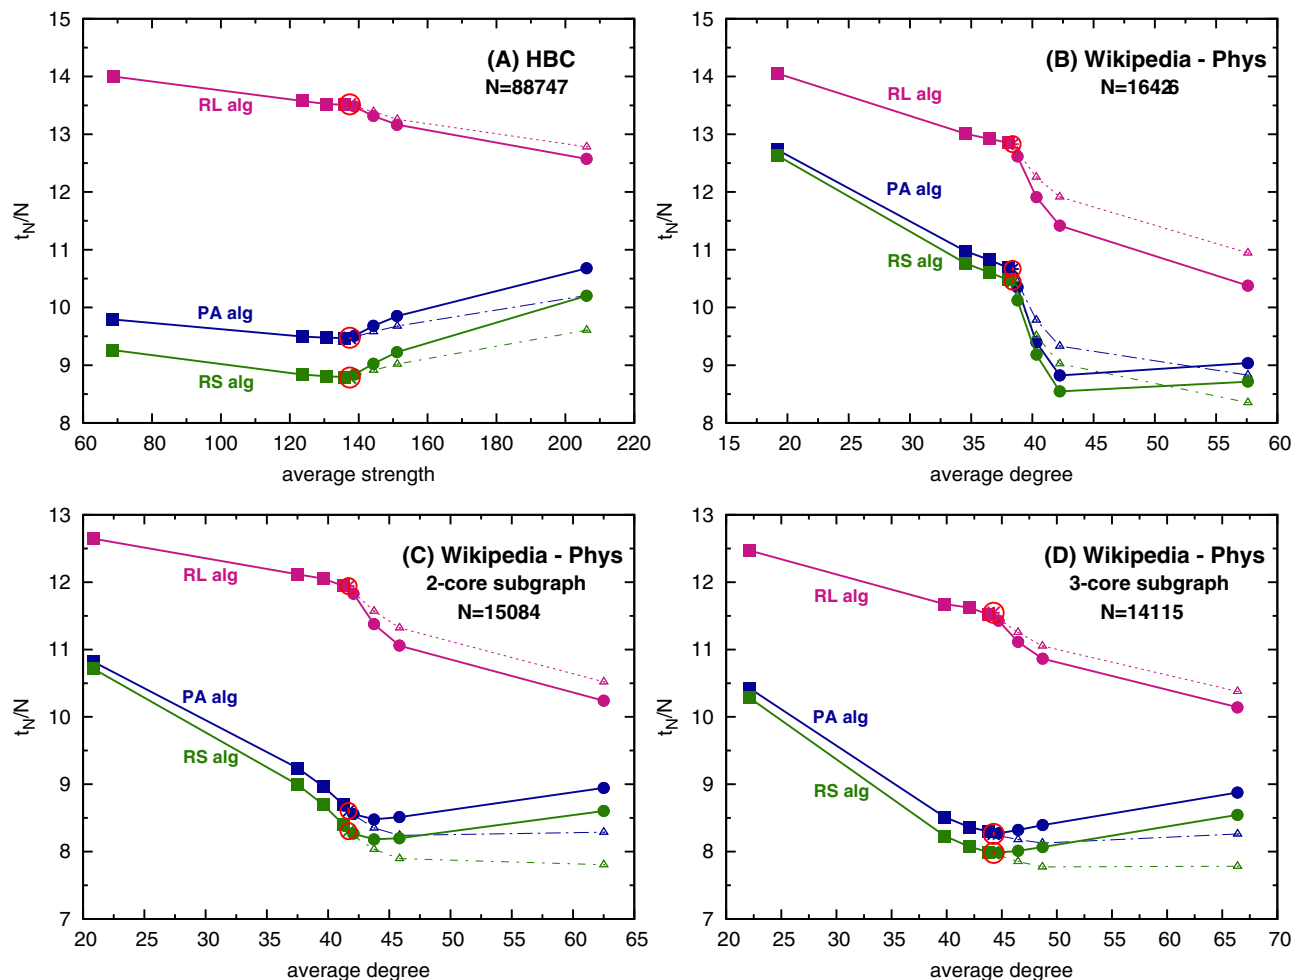 (A) HBC
N=88747
RL alg
PA alg
RS alg
t_N/N
15
14
13
12
11
10
9
8
60 80 100 120 140 160 180 200 220
average strength
(B) Wikipedia - Phys
N=16426
RL alg
PA alg
RS alg
t_N/N
15
14
13
12
11
10
9
8
15 20 25 30 35 40 45 50 55 60
average degree
(C) Wikipedia - Phys
2-core subgraph
N=15084
RL alg
PA alg
RS alg
t_N/N
13
12
11
10
9
8
7
20 25 30 35 40 45 50 55 60 65
average degree
(D) Wikipedia - Phys
3-core subgraph
N=14115
RL alg
PA alg
RS alg
t_N/N
13
12
11
10
9
8
7
20 25 30 35 40 45 50 55 60 65 70
average degree